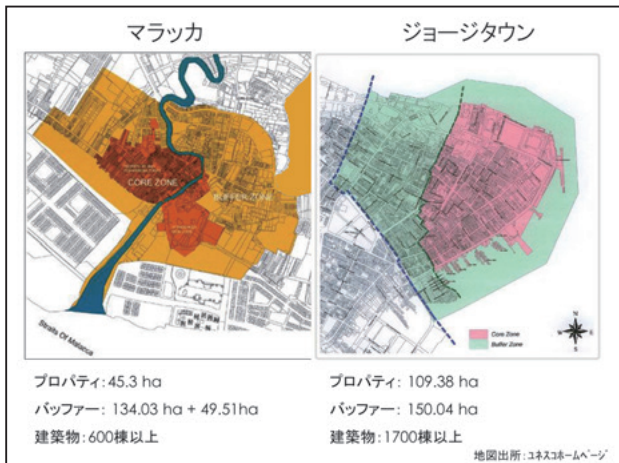 マラッカ
ジョージタウン
CORE ZONE
BUFFER ZONE
Straits Of Malacca
N
W
E
S
Core Zone
Buffer Zone
プロパティ: 45.3 ha
バッファー: 134.03 ha + 49.51ha
建築物: 600棟以上
プロパティ: 109.38 ha
バッファー: 150.04 ha
建築物: 1700棟以上
地図出所：ユネスコホームページ